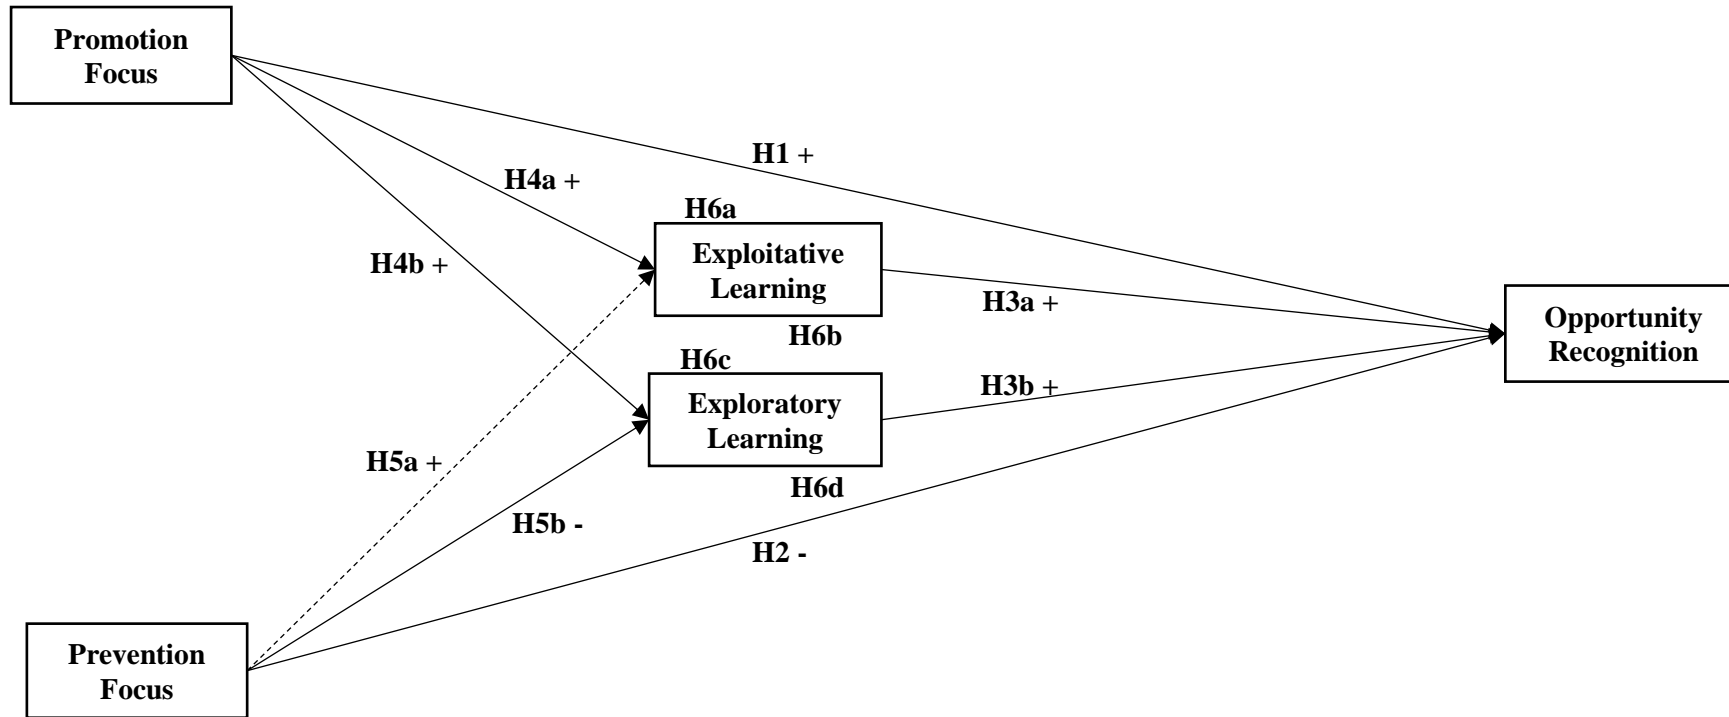 Promotion
Focus
H1 +
H4a +
H6a
Exploitative
Learning
H4b +
H3a +
Opportunity
Recognition
H6b
H6c
H3b +
Exploratory
Learning
H5a +
H6d
H5b -
H2 -
Prevention
Focus